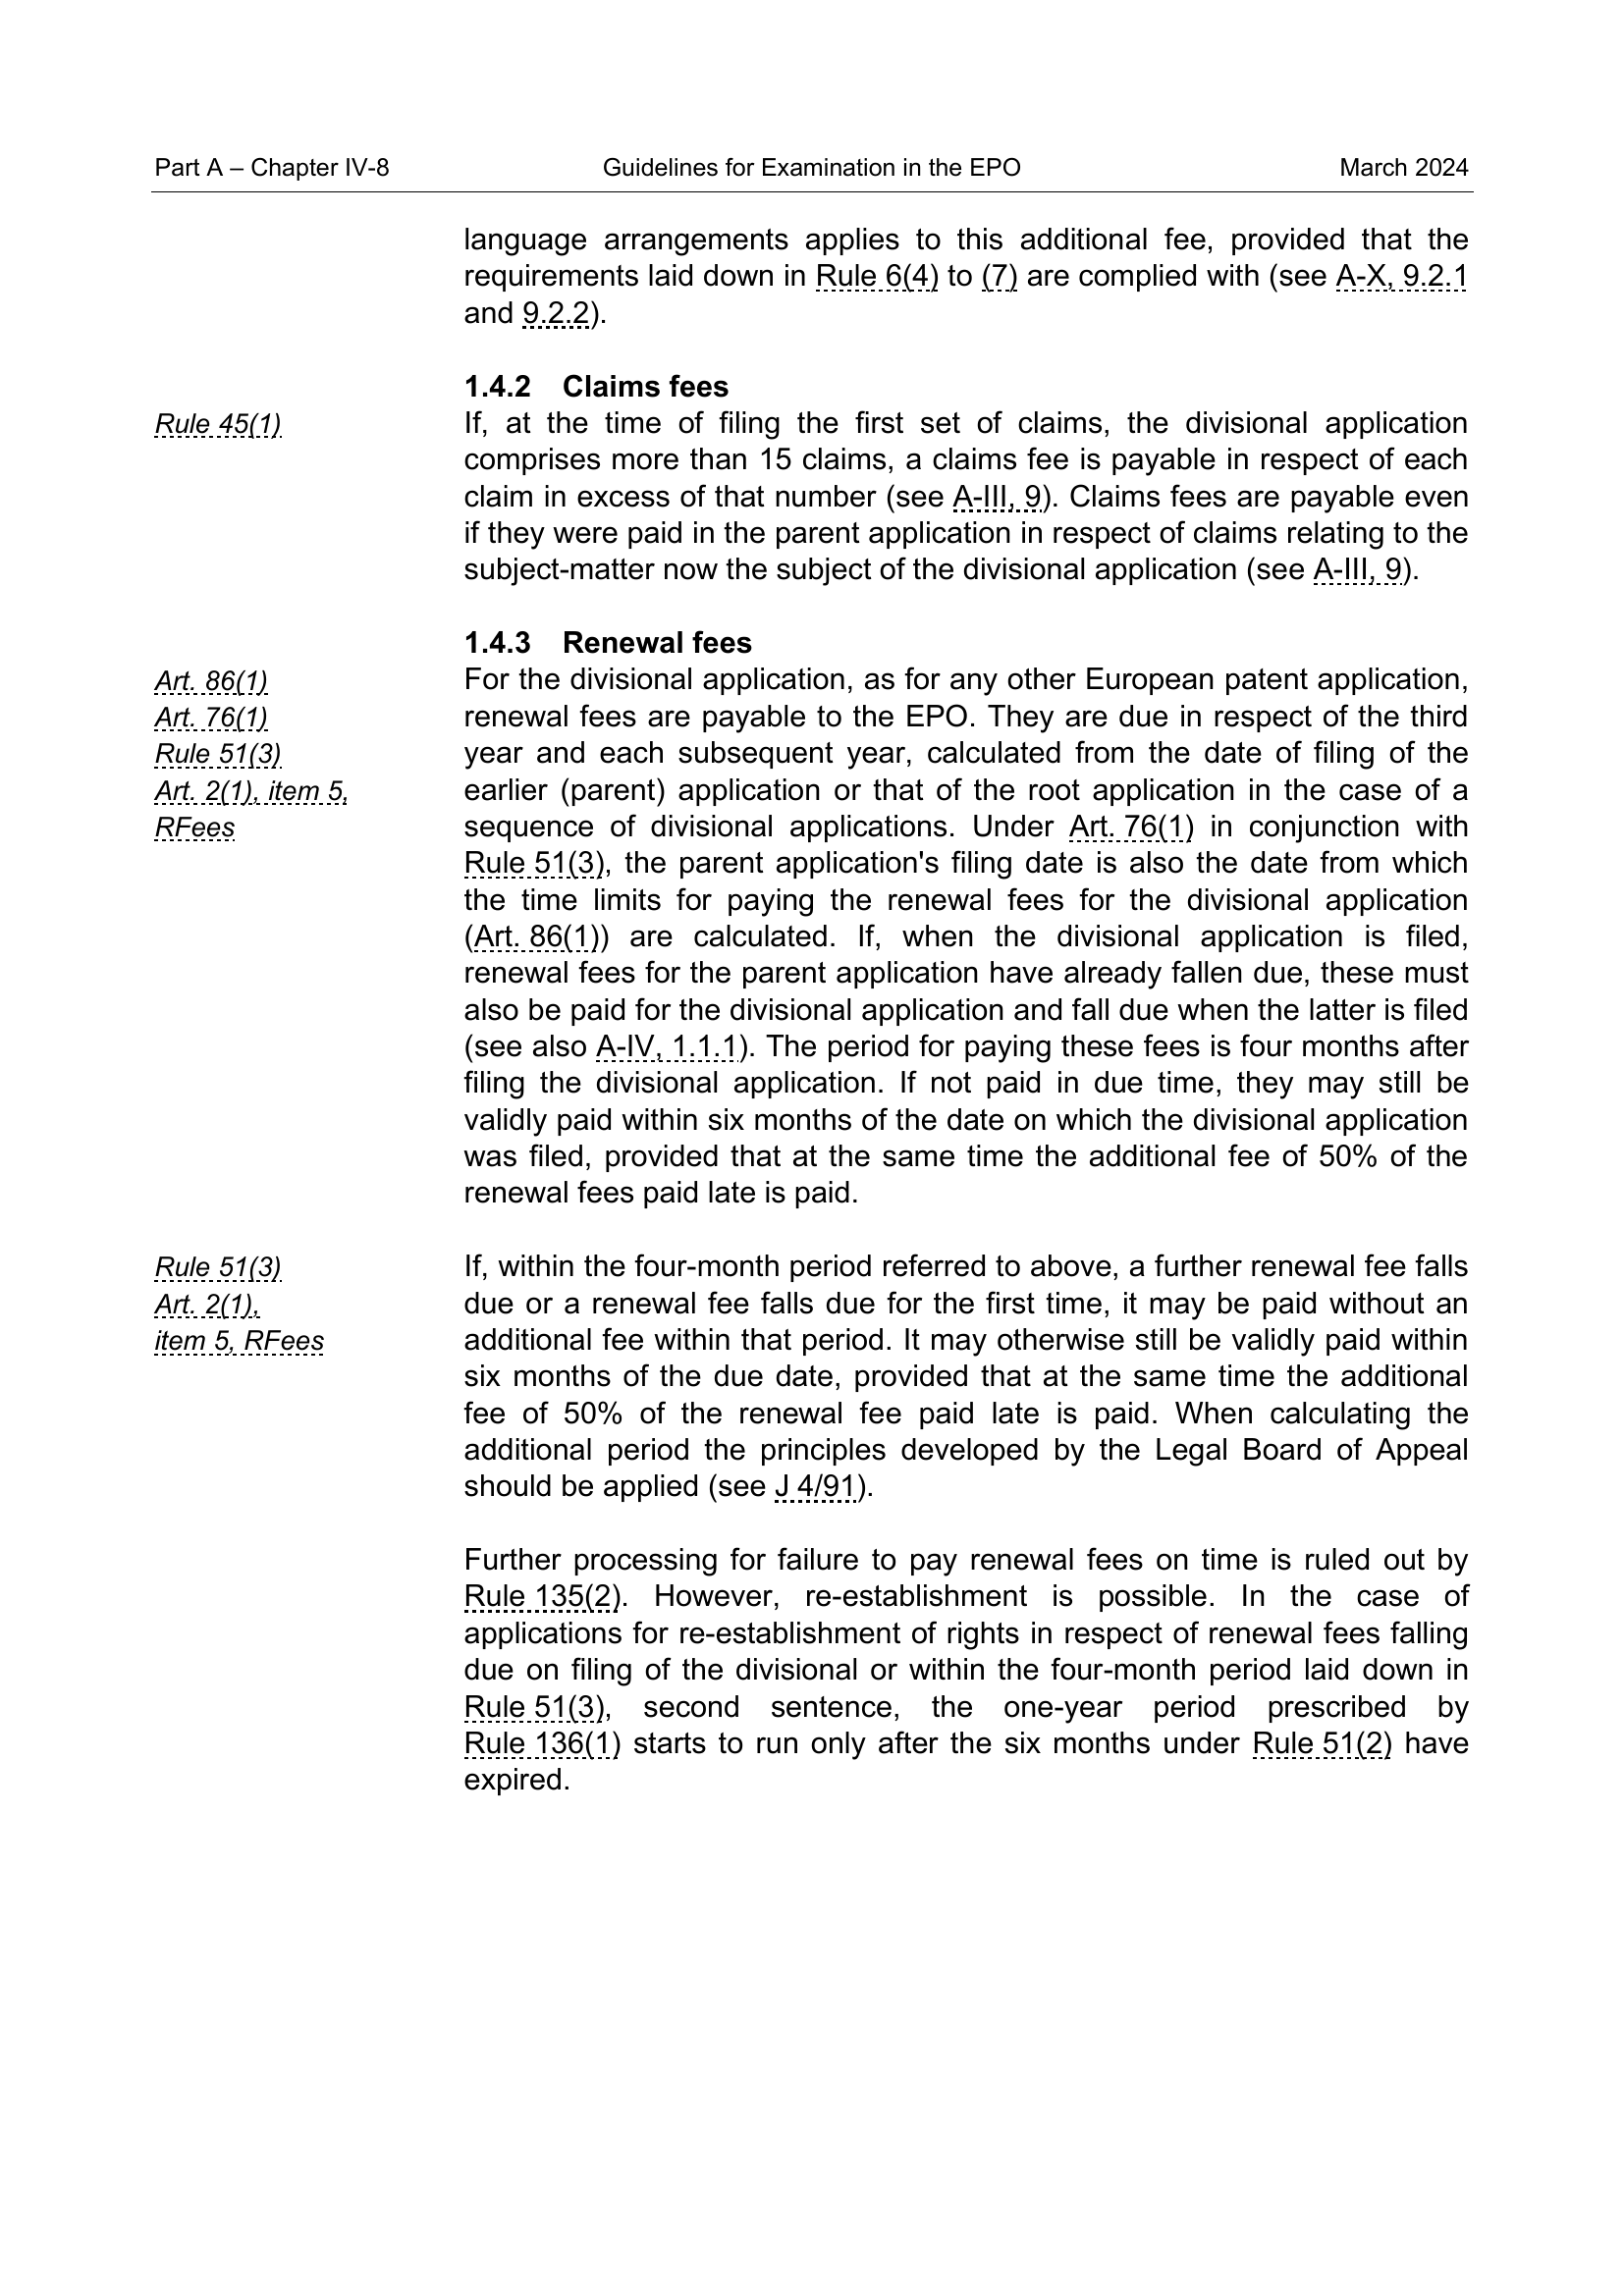 Part A – Chapter IV-8 Guidelines for Examination in the EPO March 2024
language arrangements applies to this additional fee, provided that the
requirements laid down in Rule 6(4) to (7) are complied with (see A-X, 9.2.1
and 9.2.2).
1.4.2 Claims fees
Rule 45(1)
If, at the time of filing the first set of claims, the divisional application
comprises more than 15 claims, a claims fee is payable in respect of each
claim in excess of that number (see A-III, 9). Claims fees are payable even
if they were paid in the parent application in respect of claims relating to the
subject-matter now the subject of the divisional application (see A-III, 9).
1.4.3 Renewal fees
Art. 86(1)
Art. 76(1)
Rule 51(3)
Art. 2(1), item 5,
RFees
For the divisional application, as for any other European patent application,
renewal fees are payable to the EPO. They are due in respect of the third
year and each subsequent year, calculated from the date of filing of the
earlier (parent) application or that of the root application in the case of a
sequence of divisional applications. Under Art. 76(1) in conjunction with
Rule 51(3), the parent application's filing date is also the date from which
the time limits for paying the renewal fees for the divisional application
(Art. 86(1)) are calculated. If, when the divisional application is filed,
renewal fees for the parent application have already fallen due, these must
also be paid for the divisional application and fall due when the latter is filed
(see also A-IV, 1.1.1). The period for paying these fees is four months after
filing the divisional application. If not paid in due time, they may still be
validly paid within six months of the date on which the divisional application
was filed, provided that at the same time the additional fee of 50% of the
renewal fees paid late is paid.
Rule 51(3)
Art. 2(1),
item 5, RFees
If, within the four-month period referred to above, a further renewal fee falls
due or a renewal fee falls due for the first time, it may be paid without an
additional fee within that period. It may otherwise still be validly paid within
six months of the due date, provided that at the same time the additional
fee of 50% of the renewal fee paid late is paid. When calculating the
additional period the principles developed by the Legal Board of Appeal
should be applied (see J 4/91).
Further processing for failure to pay renewal fees on time is ruled out by
Rule 135(2). However, re-establishment is possible. In the case of
applications for re-establishment of rights in respect of renewal fees falling
due on filing of the divisional or within the four-month period laid down in
Rule 51(3), second sentence, the one-year period prescribed by
Rule 136(1) starts to run only after the six months under Rule 51(2) have
expired.